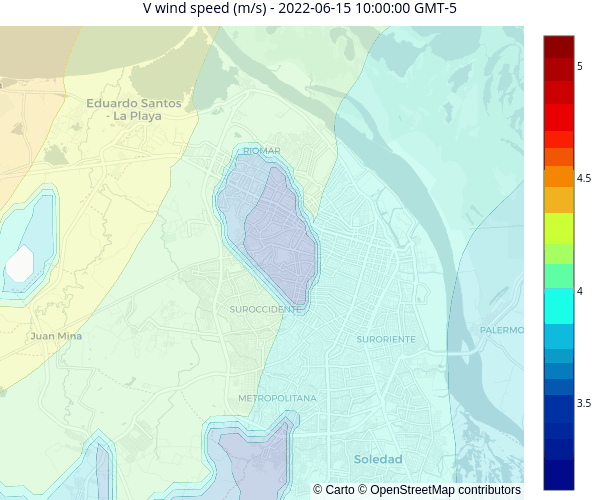 V wind speed (m/s) - 2022-06-15 10:00:00 GMT-5
Eduardo Santos
- La Playa
RIOMAR
SUROCCIDENTE
Juan Mina
SURORIENTE
PALERMO
METROPOLITANA
Soledad
© Carto © OpenStreetMap contributors
5
4.5
4
3.5